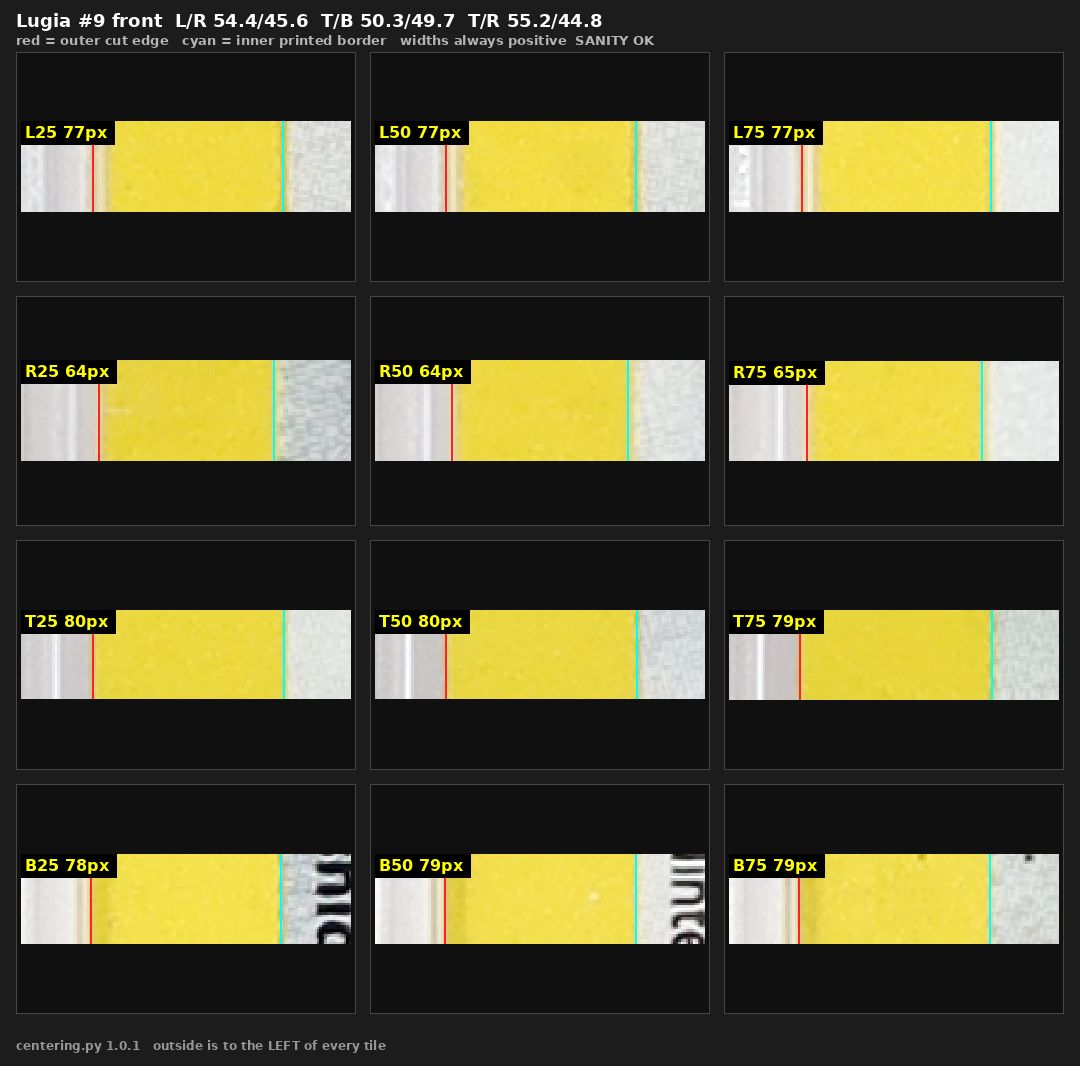 Lugia #9 front  L/R 54.4/45.6  T/B 50.3/49.7  T/R 55.2/44.8
red = outer cut edge   cyan = inner printed border   widths always positive  SANITY OK
L25 77px
L50 77px
L75 77px
R25 64px
R50 64px
R75 65px
T25 80px
T50 80px
T75 79px
B25 78px
B50 79px
B75 79px
inte
centering.py 1.0.1   outside is to the LEFT of every tile